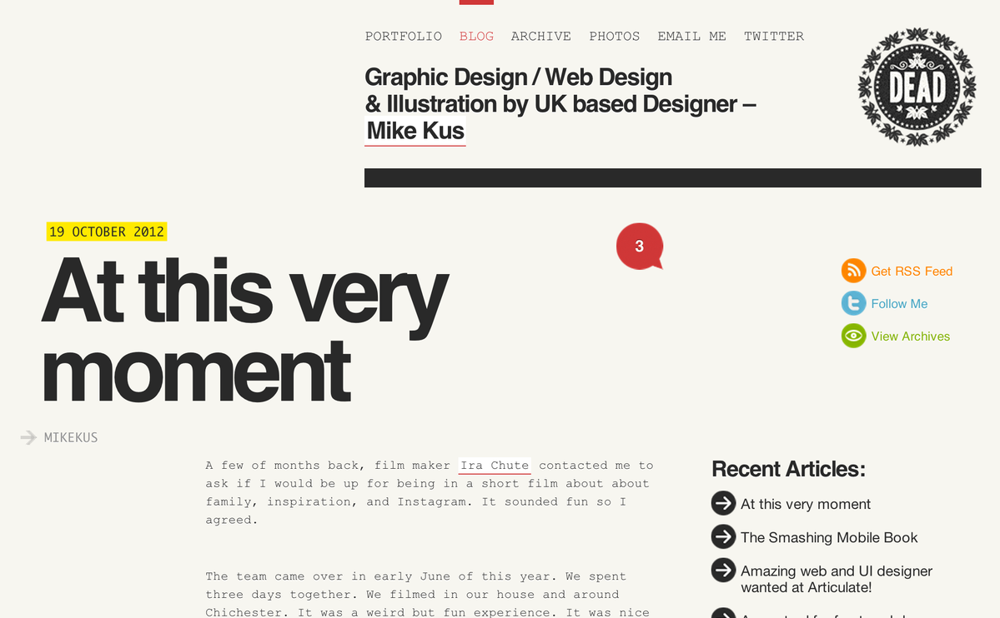 PORTFOLIO BLOG ARCHIVE PHOTOS EMAIL ME TWITTER
Graphic Design / Web Design
& Illustration by UK based Designer –
Mike Kus
DEAD
19 OCTOBER 2012
3
At this very
moment
Get RSS Feed
Follow Me
View Archives
MIKEKUS
A few of months back, film maker Ira Chute contacted me to
ask if I would be up for being in a short film about about
family, inspiration, and Instagram. It sounded fun so I
agreed.
The team came over in early June of this year. We spent
three days together. We filmed in our house and around
Chichester. It was a weird but fun experience. It was nice
Recent Articles:
At this very moment
The Smashing Mobile Book
Amazing web and UI designer
wanted at Articulate!